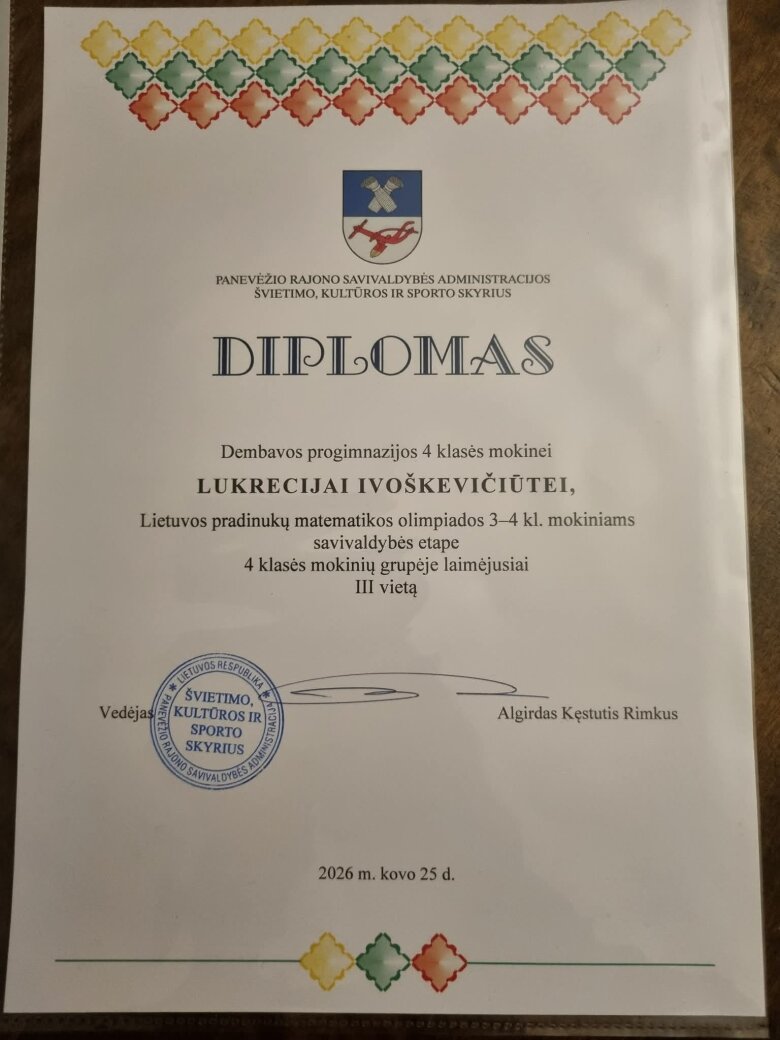 PANEVĖŽIO RAJONO SAVIVALDYBĖS ADMINISTRACIJOS
ŠVIETIMO, KULTŪROS IR SPORTO SKYRIUS
DIPLOMAS
Dembavos progimnazijos 4 klasės mokinei
LUKRECIJAI IVOŠKEVIČIŪTEI,
Lietuvos pradinukų matematikos olimpiados 3–4 kl. mokiniams
savivaldybės etape
4 klasės mokinių grupėje laimėjusiai
III vietą
Vedėjas
LIETUVOS RESPUBLIKA
PANEVĖŽIO RAJONO SAVIVALDYBĖS ADMINISTRACIJA
ŠVIETIMO,
KULTŪROS IR
SPORTO
SKYRIUS
Algirdas Kęstutis Rimkus
2026 m. kovo 25 d.